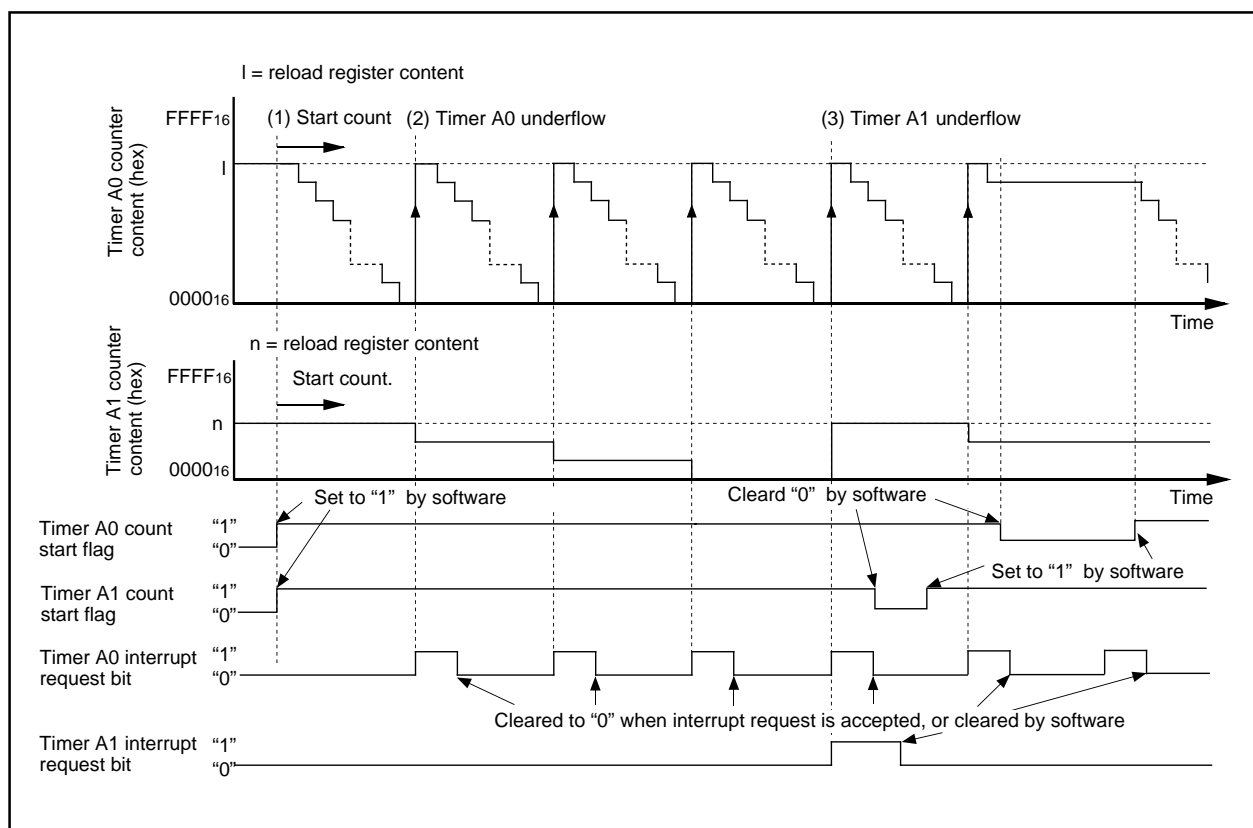 l = reload register content
FFFF16
(1) Start count
(2) Timer A0 underflow
(3) Timer A1 underflow
Timer A0 counter
content (hex)
l
000016
Time
n = reload register content
FFFF16
Start count.
Timer A1 counter
content (hex)
n
000016
Time
Set to “1” by software
Cleard “0” by software
Timer A0 count
start flag
“1”
“0”
Set to “1” by software
Timer A1 count
start flag
“1”
“0”
Timer A0 interrupt
request bit
“1”
“0”
Cleared to “0” when interrupt request is accepted, or cleared by software
Timer A1 interrupt
request bit
“1”
“0”